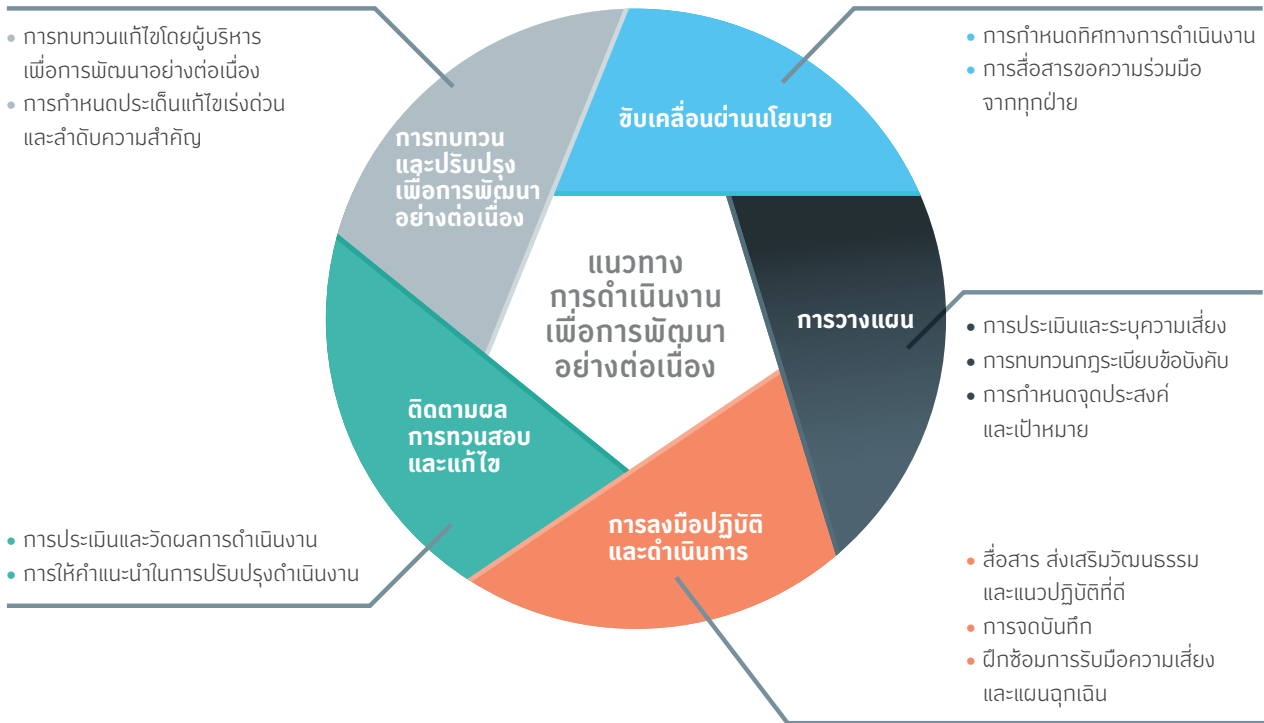 การทบทวนแก้ไขโดยผู้บริหาร
เพื่อการพัฒนาอย่างต่อเนื่อง
การกำหนดประเด็นแก้ไขเร่งด่วน
และลำดับความสำคัญ
การกำหนดทิศทางการดำเนินงาน
การสื่อสารขอความร่วมมือ
จากทุกฝ่าย
ขับเคลื่อนผ่านนโยบาย
การทบทวน
และปรับปรุง
เพื่อการพัฒนา
อย่างต่อเนื่อง
แนวทาง
การดำเนินงาน
เพื่อการพัฒนา
อย่างต่อเนื่อง
การวางแผน
การประเมินและระบุความเสี่ยง
การทบทวนกฎระเบียบข้อบังคับ
การกำหนดจุดประสงค์
และเป้าหมาย
ติดตามผล
การทวนสอบ
และแก้ไข
การประเมินและวัดผลการดำเนินงาน
การให้คำแนะนำในการปรับปรุงดำเนินงาน
การลงมือปฏิบัติ
และดำเนินการ
สื่อสาร ส่งเสริมวัฒนธรรม
และแนวปฏิบัติที่ดี
การจดบันทึก
ฝึกซ้อมการรับมือความเสี่ยง
และแผนฉุกเฉิน